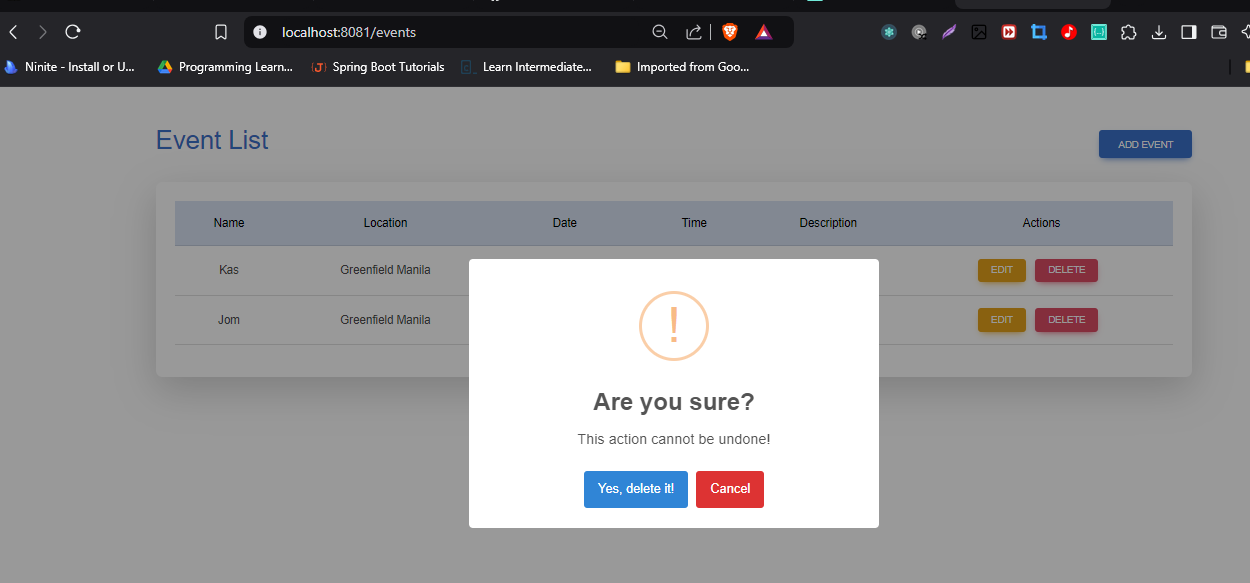 localhost:8081/events
Ninite - Install or U...
Programming Learn...
Spring Boot Tutorials
Learn Intermediate...
Imported from Goo...
Event List
ADD EVENT
Name Location Date Time Description Actions
Kas Greenfield Manila EDIT DELETE
Jom Greenfield Manila EDIT DELETE
!
Are you sure?
This action cannot be undone!
Yes, delete it! Cancel